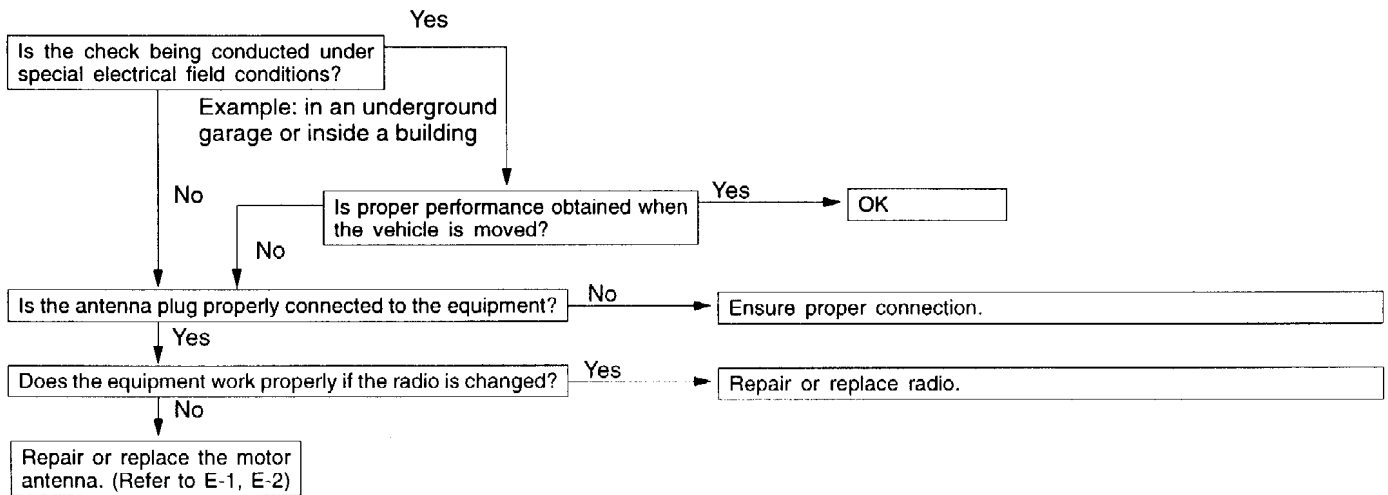 Yes
Is the check being conducted under
special electrical field conditions?
Example: in an underground
garage or inside a building
No
Is proper performance obtained when
the vehicle is moved?
Yes
OK
No
Is the antenna plug properly connected to the equipment?
No
Ensure proper connection.
Yes
Does the equipment work properly if the radio is changed?
Yes
Repair or replace radio.
No
Repair or replace the motor
antenna. (Refer to E-1, E-2)